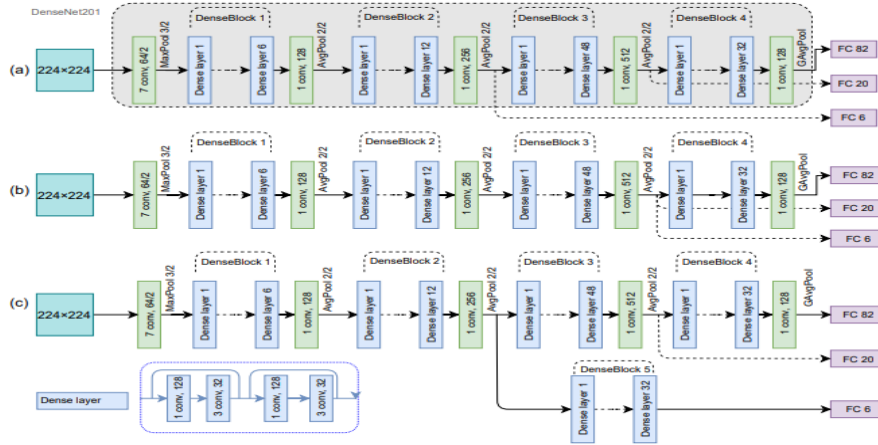 DenseNet201
DenseBlock 1
DenseBlock 2
DenseBlock 3
DenseBlock 4
(a)
224×224
7 conv, 64/2
MaxPool 3/2
Dense layer 1
Dense layer 6
1 conv, 128
AvgPool 2/2
Dense layer 1
Dense layer 12
1 conv, 256
AvgPool 2/2
Dense layer 1
Dense layer 48
1 conv, 512
AvgPool 2/2
Dense layer 1
Dense layer 32
1 conv, 128
GAvgPool
FC 82
FC 20
FC 6
DenseBlock 1
DenseBlock 2
DenseBlock 3
DenseBlock 4
(b)
224×224
7 conv, 64/2
MaxPool 3/2
Dense layer 1
Dense layer 6
1 conv, 128
AvgPool 2/2
Dense layer 1
Dense layer 12
1 conv, 256
AvgPool 2/2
Dense layer 1
Dense layer 48
1 conv, 512
AvgPool 2/2
Dense layer 1
Dense layer 32
1 conv, 128
GAvgPool
FC 82
FC 20
FC 6
DenseBlock 1
DenseBlock 2
DenseBlock 3
DenseBlock 4
(c)
224×224
7 conv, 64/2
MaxPool 3/2
Dense layer 1
Dense layer 6
1 conv, 128
AvgPool 2/2
Dense layer 1
Dense layer 12
1 conv, 256
AvgPool 2/2
Dense layer 1
Dense layer 48
1 conv, 512
AvgPool 2/2
Dense layer 1
Dense layer 32
1 conv, 128
GAvgPool
FC 82
FC 20
DenseBlock 5
Dense layer 1
Dense layer 32
FC 6
Dense layer
1 conv, 128
3 conv, 32
1 conv, 128
3 conv, 32